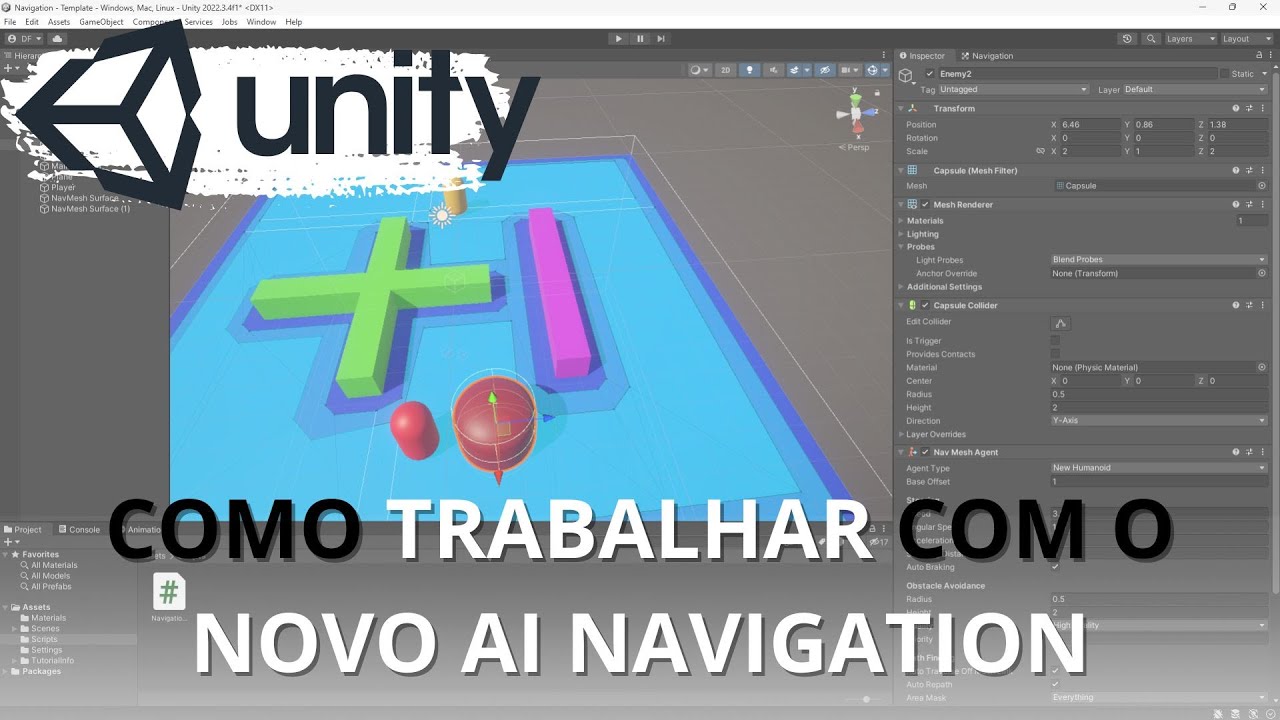 Navigation - Template - Windows, Mac, Linux - Unity 2022.3.4f1* <DX11>
File Edit Assets GameObject Component Services Jobs Window Help
DF
Layers
Layout
unity
2D
Persp
Player
NavMesh Surface
NavMesh Surface (1)
Inspector Navigation
Enemy2 Static
Tag Untagged Layer Default
Transform
Position X 6.46 Y 0.86 Z 1.38
Rotation X 0 Y 0 Z 0
Scale X 2 Y 1 Z 2
Capsule (Mesh Filter)
Mesh Capsule
Mesh Renderer
Materials 1
Lighting
Probes
Light Probes Blend Probes
Anchor Override None (Transform)
Additional Settings
Capsule Collider
Edit Collider
Is Trigger
Provides Contacts
Material None (Physic Material)
Center X 0 Y 0 Z 0
Radius 0.5
Height 2
Direction Y-Axis
Layer Overrides
Nav Mesh Agent
Agent Type New Humanoid
Base Offset 1
Auto Braking
Obstacle Avoidance
Radius 0.5
2
Auto Repath
Area Mask Everything
COMO TRABALHAR COM O
NOVO AI NAVIGATION
Project Console
17
Favorites
All Materials
All Models
All Prefabs
Assets
Materials
Scenes
Scripts
Settings
TutorialInfo
Packages
#
Navigatio...